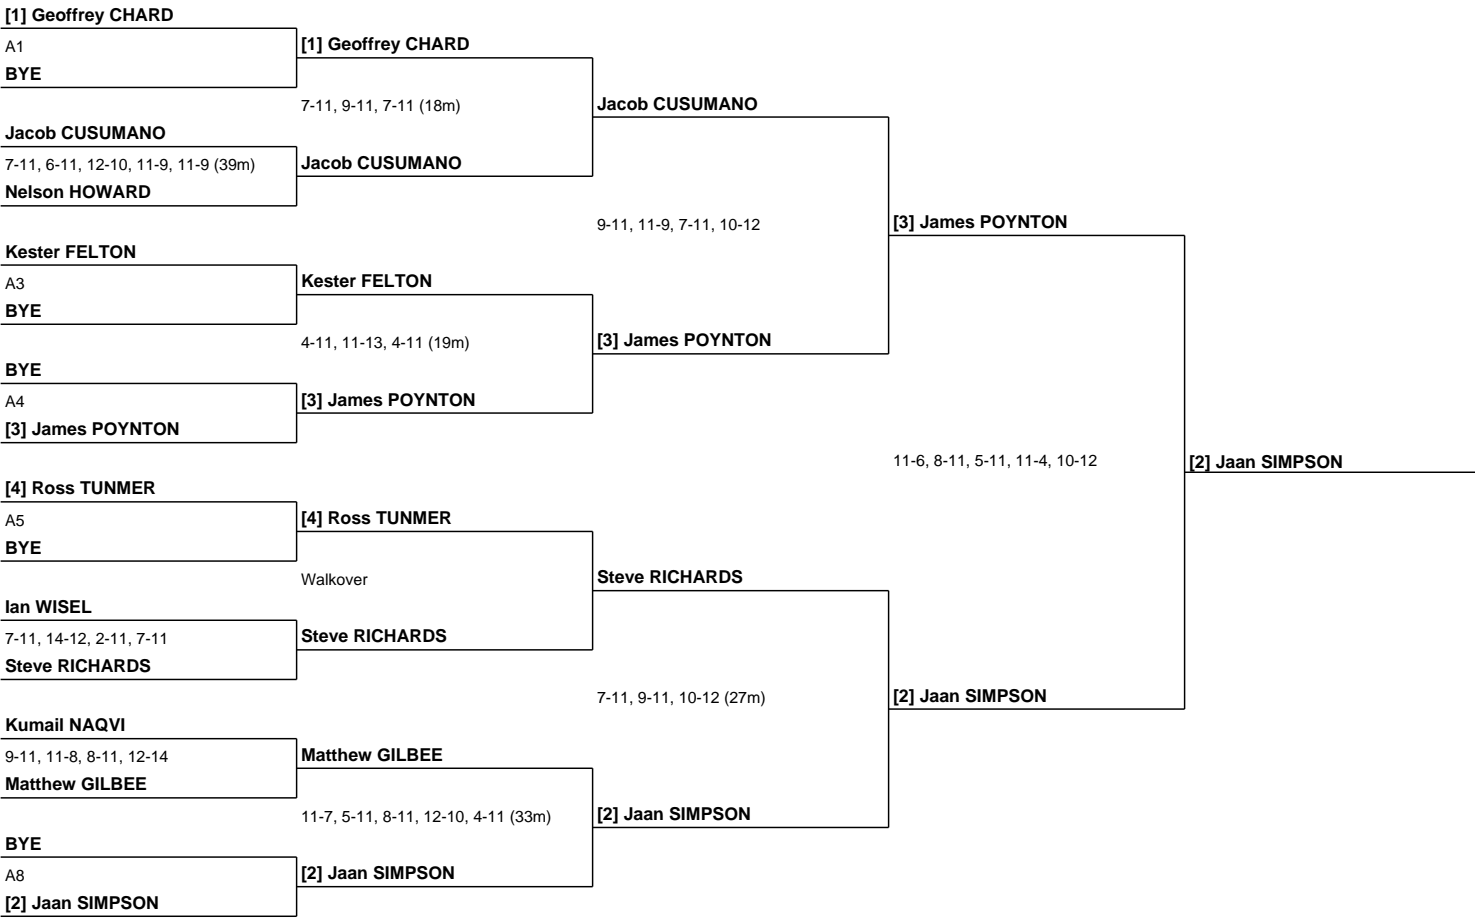 [1] Geoffrey CHARD
A1
BYE
Jacob CUSUMANO
7-11, 6-11, 12-10, 11-9, 11-9 (39m)
Nelson HOWARD
Kester FELTON
A3
BYE
BYE
A4
[3] James POYNTON
[4] Ross TUNMER
A5
BYE
Ian WISEL
7-11, 14-12, 2-11, 7-11
Steve RICHARDS
Kumail NAQVI
9-11, 11-8, 8-11, 12-14
Matthew GILBEE
BYE
A8
[2] Jaan SIMPSON
[1] Geoffrey CHARD
7-11, 9-11, 7-11 (18m)
Jacob CUSUMANO
Kester FELTON
4-11, 11-13, 4-11 (19m)
[3] James POYNTON
[4] Ross TUNMER
Walkover
Steve RICHARDS
Matthew GILBEE
11-7, 5-11, 8-11, 12-10, 4-11 (33m)
[2] Jaan SIMPSON
Jacob CUSUMANO
9-11, 11-9, 7-11, 10-12
[3] James POYNTON
Steve RICHARDS
7-11, 9-11, 10-12 (27m)
[2] Jaan SIMPSON
[3] James POYNTON
11-6, 8-11, 5-11, 11-4, 10-12
[2] Jaan SIMPSON
[2] Jaan SIMPSON